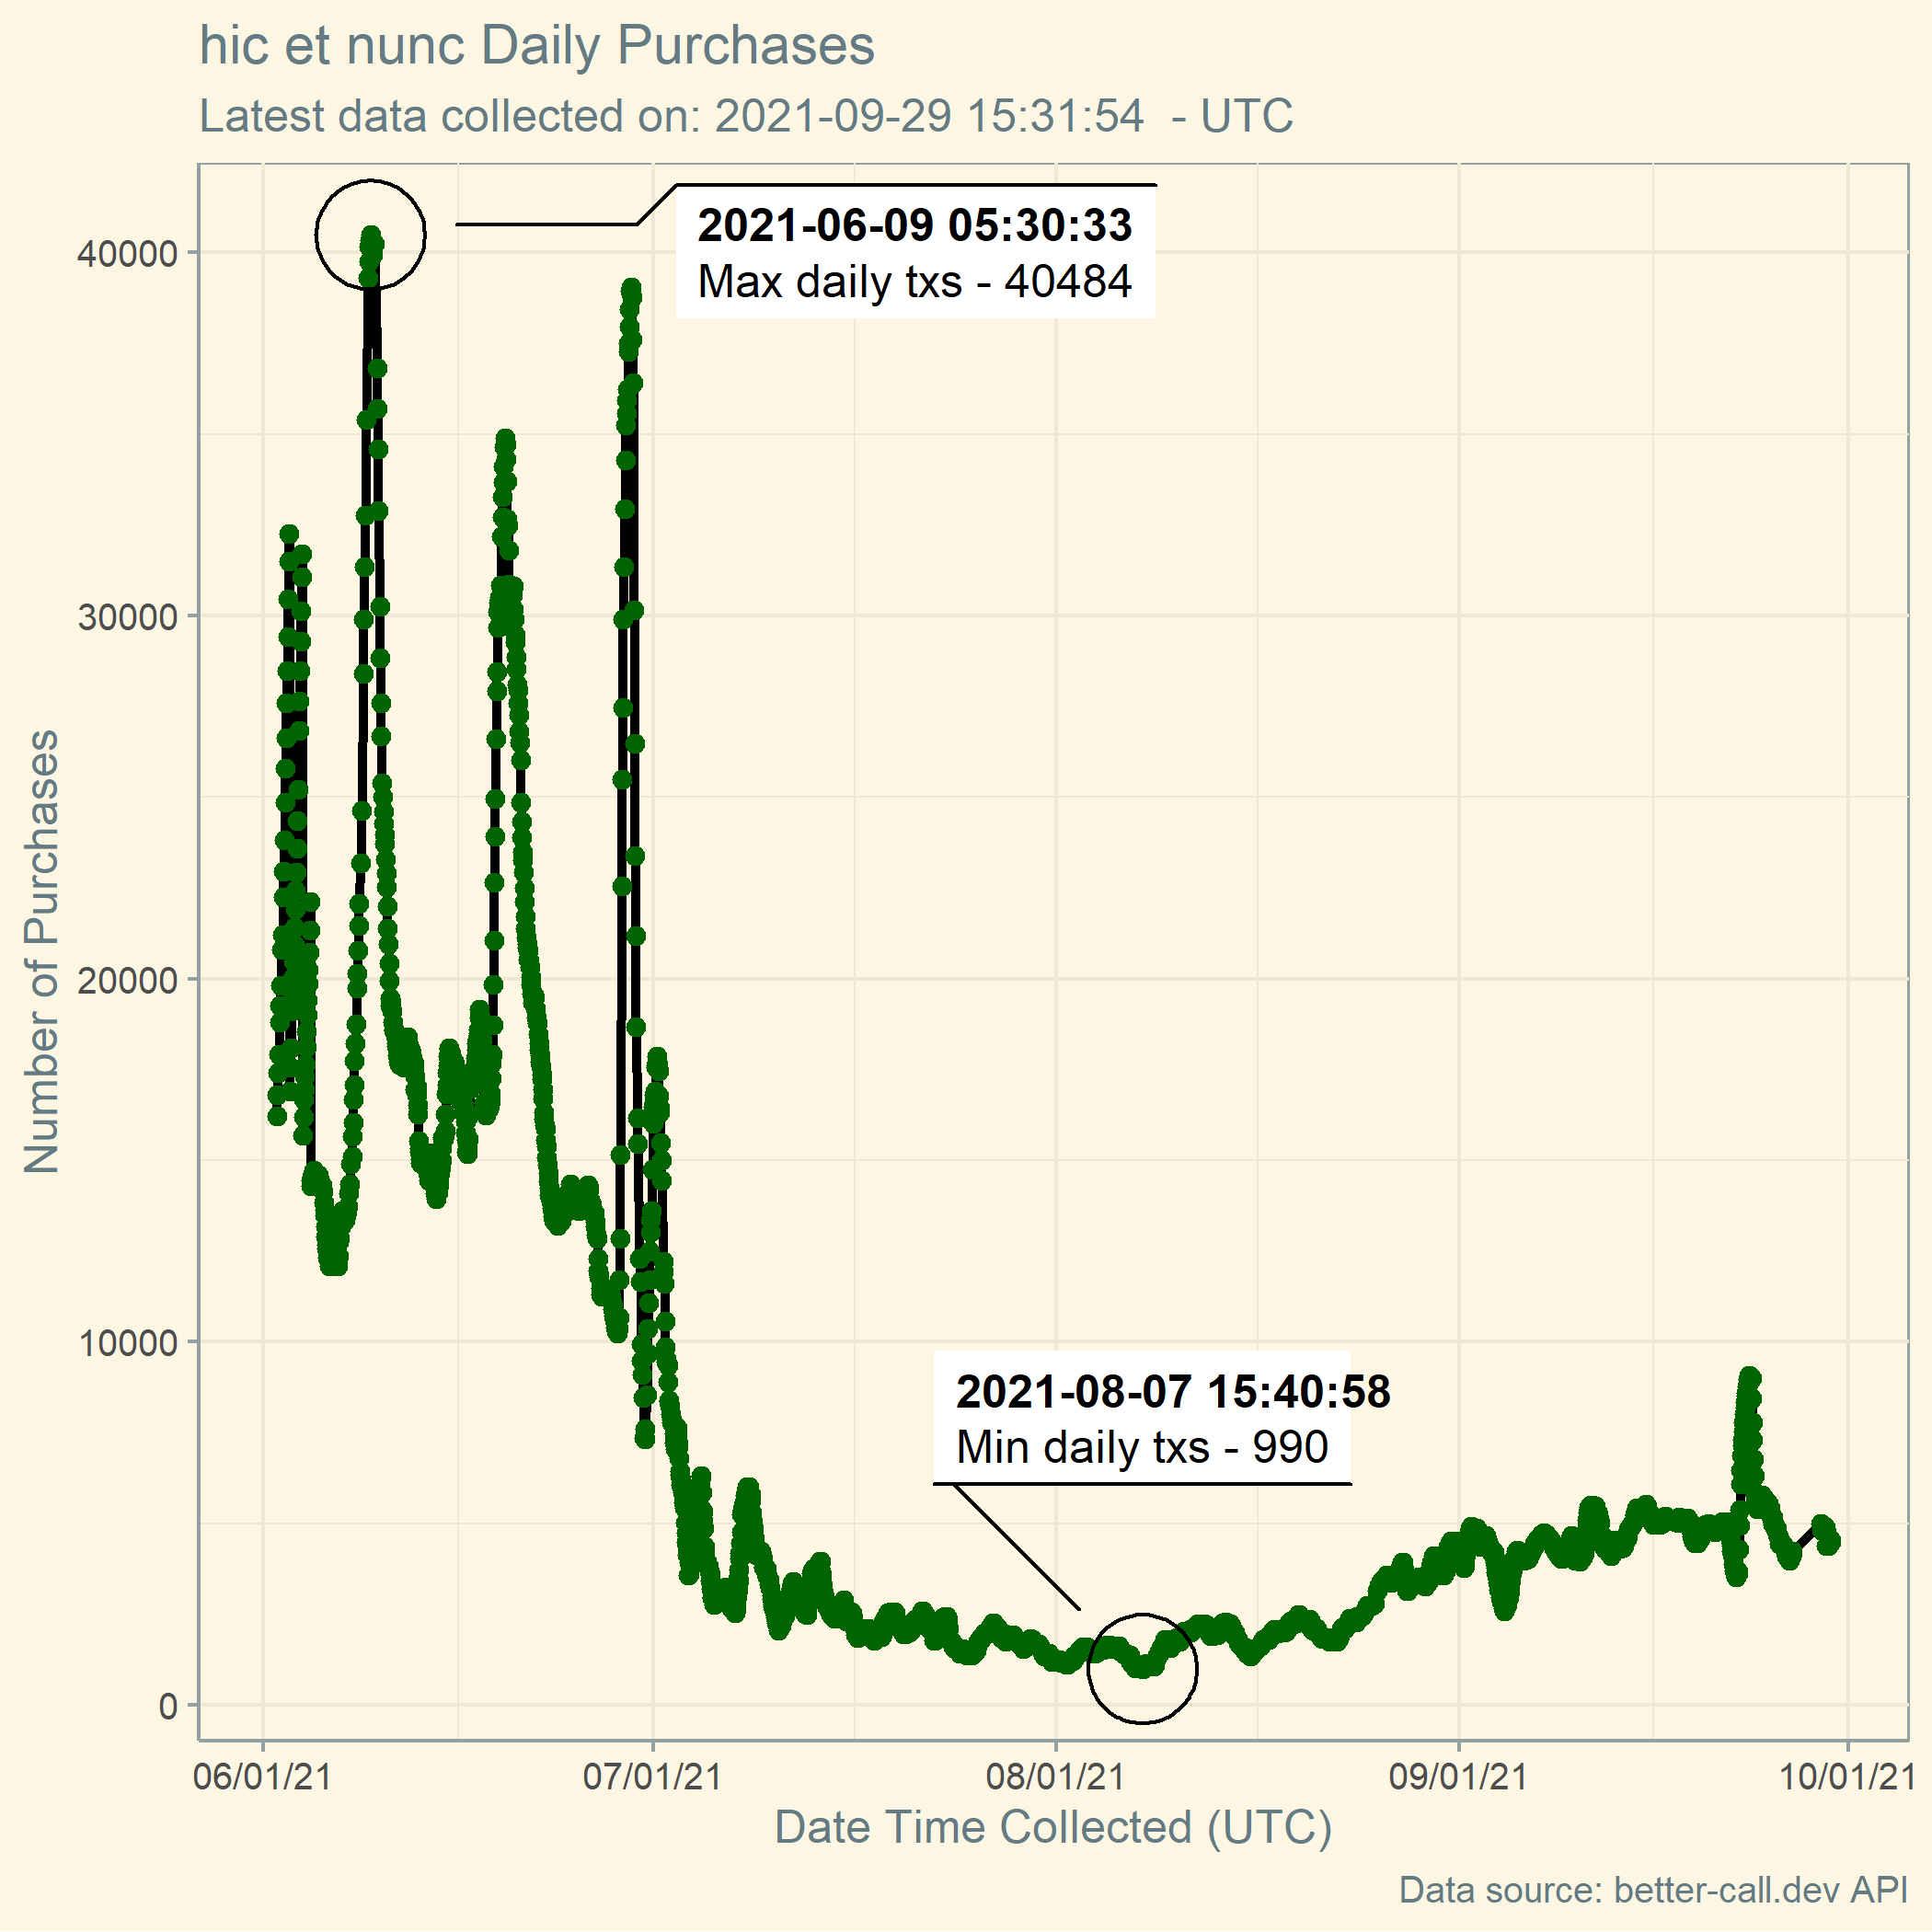 hic et nunc Daily Purchases
Latest data collected on: 2021-09-29 15:31:54  - UTC
2021-06-09 05:30:33
Max daily txs - 40484
40000
30000
20000
10000
0
Number of Purchases
2021-08-07 15:40:58
Min daily txs - 990
06/01/21
07/01/21
08/01/21
09/01/21
10/01/21
Date Time Collected (UTC)
Data source: better-call.dev API